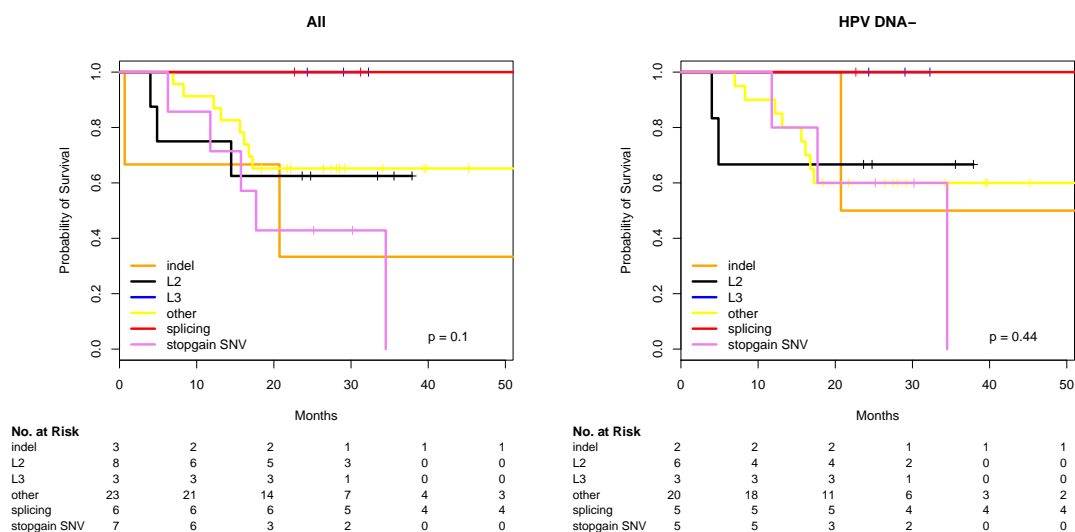 All
Probability of Survival
1.0
0.8
0.6
0.4
0.2
0.0
indel
L2
L3
other
splicing
stopgain SNV
p = 0.1
0 10 20 30 40 50
Months
No. at Risk
indel 3 2 2 1 1 1
L2 8 6 5 3 0 0
L3 3 3 3 1 0 0
other 23 21 14 7 4 3
splicing 6 6 6 5 4 4
stopgain SNV 7 6 3 2 0 0
HPV DNA−
Probability of Survival
1.0
0.8
0.6
0.4
0.2
0.0
indel
L2
L3
other
splicing
stopgain SNV
p = 0.44
0 10 20 30 40 50
Months
No. at Risk
indel 2 2 2 1 1 1
L2 6 4 4 2 0 0
L3 3 3 3 1 0 0
other 20 18 11 6 3 2
splicing 5 5 5 5 4 4 4
stopgain SNV 5 5 3 2 0 0